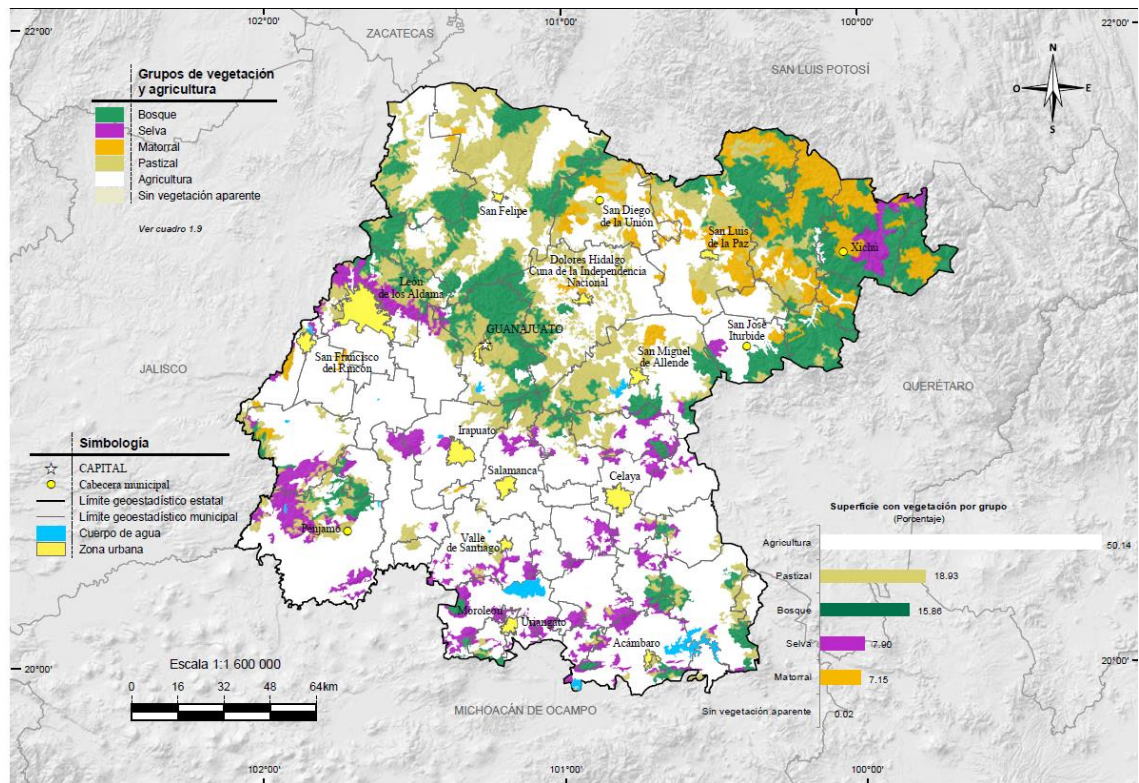 102°00'
101°00'
100°00'
22°00'
22°00'
ZACATECAS
SAN LUIS POTOSÍ
N
O
E
S
Grupos de vegetación
y agricultura
Bosque
Selva
Matorral
Pastizal
Agricultura
Sin vegetación aparente
Ver cuadro 1.9
San Felipe
San Diego
de la Unión
San Luis
de la Paz
Xichú
Dolores Hidalgo
Cuna de la Independencia
Nacional
León
de los Aldama
GUANAJUATO
San José
Iturbide
San Francisco
del Rincón
San Miguel
de Allende
JALISCO
QUERÉTARO
Simbología
CAPITAL
Cabecera municipal
Límite geoestadístico estatal
Límite geoestadístico municipal
Cuerpo de agua
Zona urbana
Irapuato
Salamanca
Celaya
Pénjamo
Valle
de Santiago
Moroleón
Uriangato
Acámbaro
Superficie con vegetación por grupo
(Porcentaje)
Agricultura 50.14
Pastizal 18.93
Bosque 15.86
Selva 7.90
Matorral 7.15
Sin vegetación aparente 0.02
20°00'
20°00'
Escala 1:1 600 000
0 16 32 48 64km
MICHOACÁN DE OCAMPO
102°00'
101°00'
100°00'